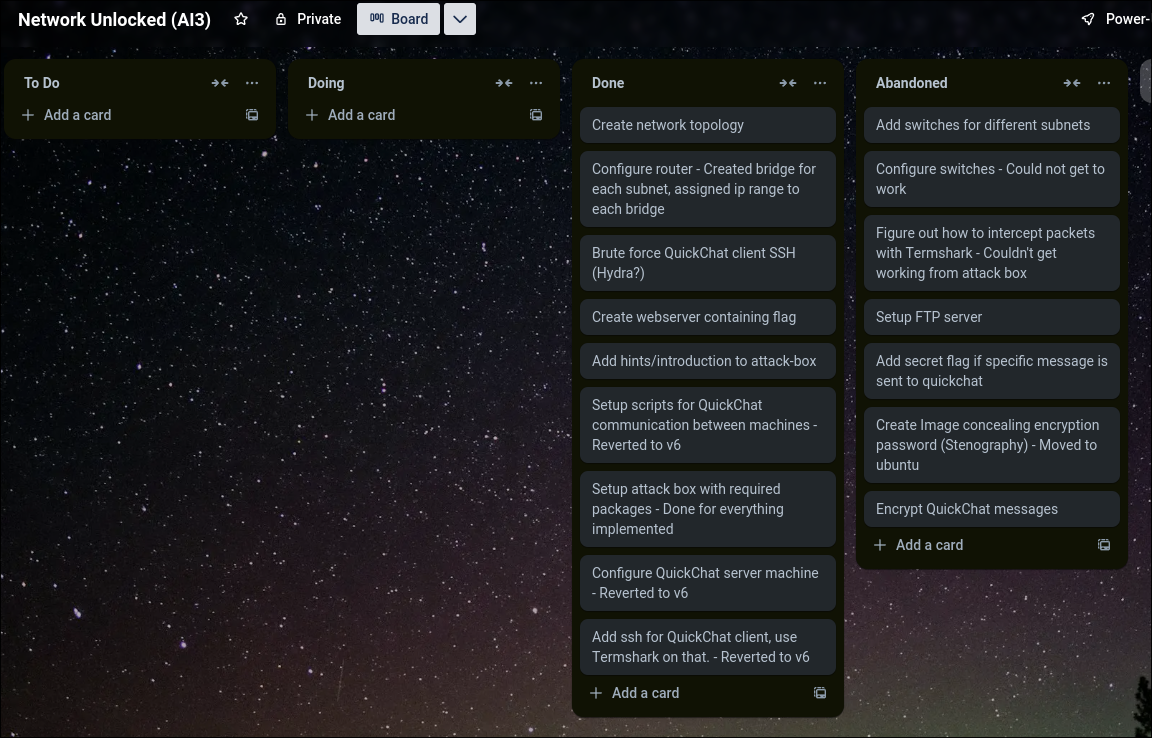 Network Unlocked (AI3)
Private
Board
Power-
To Do
Add a card
Doing
Add a card
Done
Create network topology
Configure router - Created bridge for
each subnet, assigned ip range to
each bridge
Brute force QuickChat client SSH
(Hydra?)
Create webserver containing flag
Add hints/introduction to attack-box
Setup scripts for QuickChat
communication between machines -
Reverted to v6
Setup attack box with required
packages - Done for everything
implemented
Configure QuickChat server machine
- Reverted to v6
Add ssh for QuickChat client, use
Termshark on that. - Reverted to v6
Add a card
Abandoned
Add switches for different subnets
Configure switches - Could not get to
work
Figure out how to intercept packets
with Termshark - Couldn't get
working from attack box
Setup FTP server
Add secret flag if specific message is
sent to quickchat
Create Image concealing encryption
password (Stenography) - Moved to
ubuntu
Encrypt QuickChat messages
Add a card